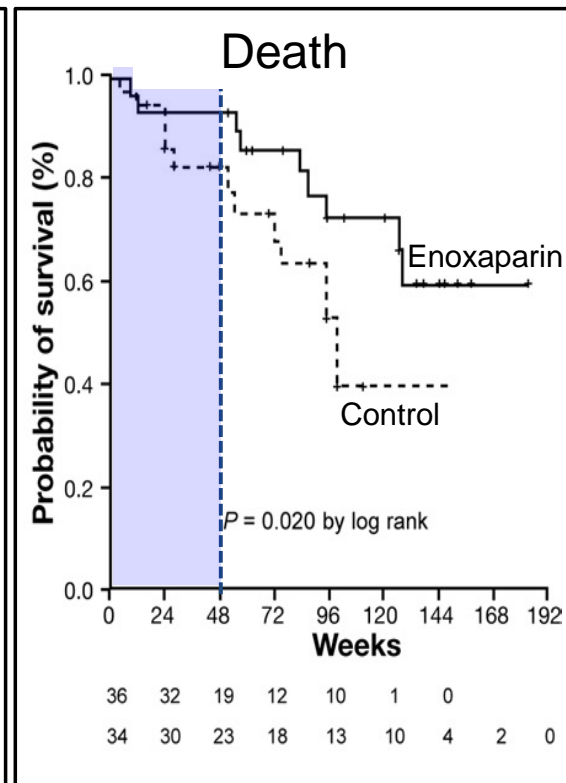 Death
Probability of survival (%)
1.0
0.8
0.6
0.4
0.2
0.0
Enoxaparin
Control
P = 0.020 by log rank
0 24 48 72 96 120 144 168 192
Weeks
36 32 19 12 10 1 0
34 30 23 18 13 10 4 2 0